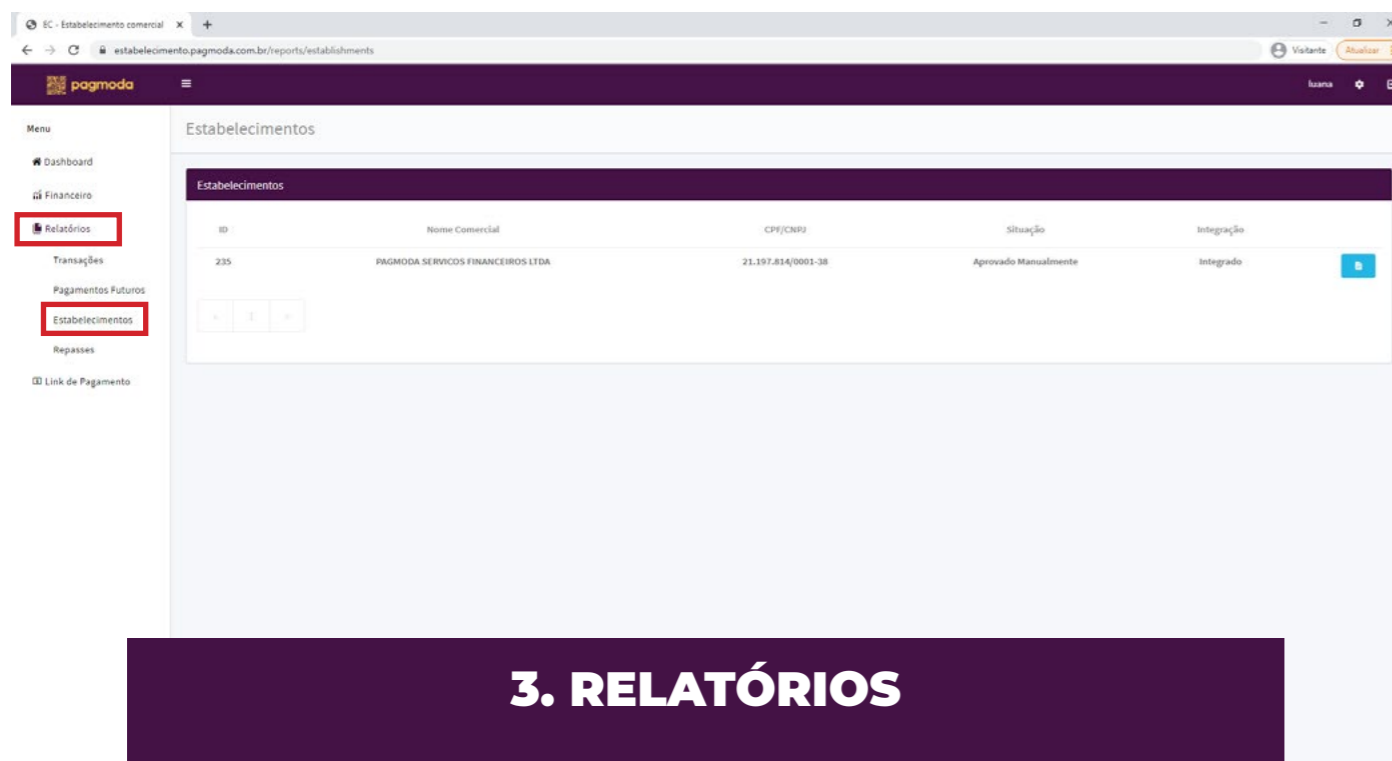 EC - Estabelecimento comercial
estabelecimento.pagmoda.com.br/reports/establishments
Visitante
Atualizar
pagmoda
luana
Menu
Estabelecimentos
Dashboard
Financeiro
Relatórios
Transações
Pagamentos Futuros
Estabelecimentos
Repasses
Link de Pagamento
Estabelecimentos
ID Nome Comercial CPF/CNPJ Situação Integração
235 PAGMODA SERVICOS FINANCEIROS LTDA 21.197.814/0001-38 Aprovado Manualmente Integrado
« 1 »
3. RELATÓRIOS